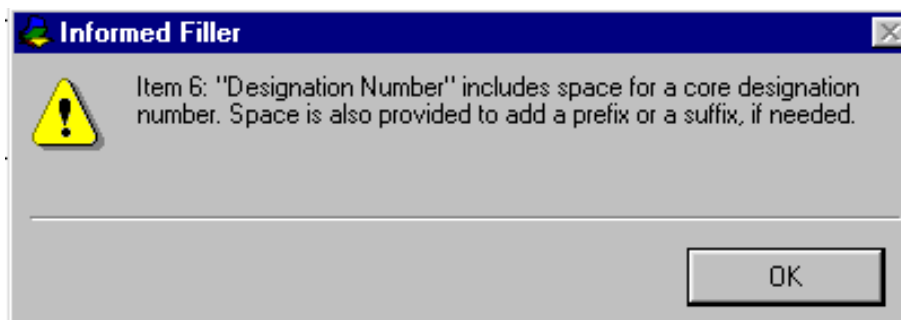 Informed Filler
Item 6: "Designation Number" includes space for a core designation
number. Space is also provided to add a prefix or a suffix, if needed.
OK